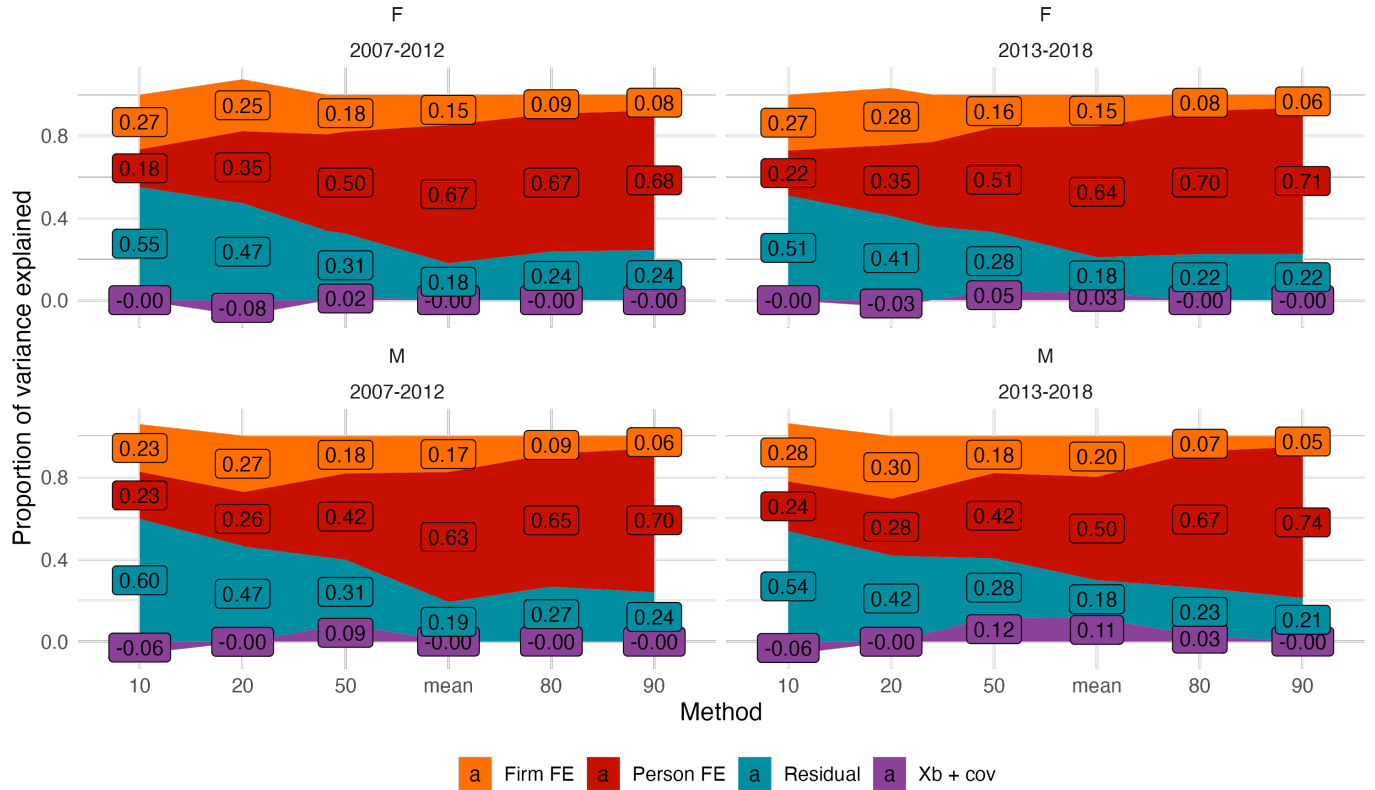 F F
2007-2012 2013-2018
Proportion of variance explained
0.8
0.4
0.0
0.27 0.25 0.18 0.15 0.09 0.08
0.18 0.35 0.50 0.67 0.67 0.68
0.55 0.47 0.31 0.18 0.24 0.24
-0.00 -0.08 0.02 -0.00 -0.00 -0.00
0.27 0.28 0.16 0.15 0.08 0.06
0.22 0.35 0.51 0.64 0.70 0.71
0.51 0.41 0.28 0.18 0.22 0.22
-0.00 -0.03 0.05 0.03 -0.00 -0.00
M M
2007-2012 2013-2018
0.8
0.4
0.0
0.23 0.27 0.18 0.17 0.09 0.06
0.23 0.26 0.42 0.63 0.65 0.70
0.60 0.47 0.31 0.19 0.27 0.24
-0.06 -0.00 0.09 -0.00 -0.00 -0.00
0.28 0.30 0.18 0.20 0.07 0.05
0.24 0.28 0.42 0.50 0.67 0.74
0.54 0.42 0.28 0.18 0.23 0.21
-0.06 -0.00 0.12 0.11 0.03 -0.00
10 20 50 mean 80 90 10 20 50 mean 80 90
Method
a Firm FE a Person FE a Residual a Xb + cov